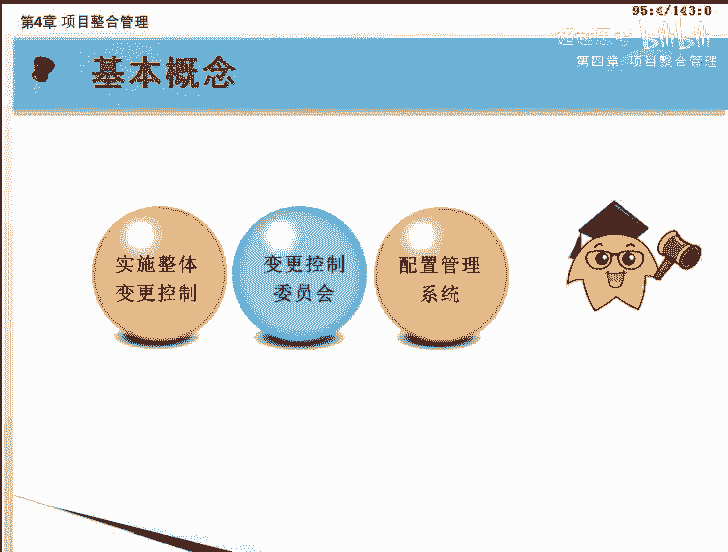 第4章 项目整合管理
95:4/143:0
bilibili
第四章 项目整合管理
基本概念
实施整体
变更控制
变更控制
委员会
配置管理
系统